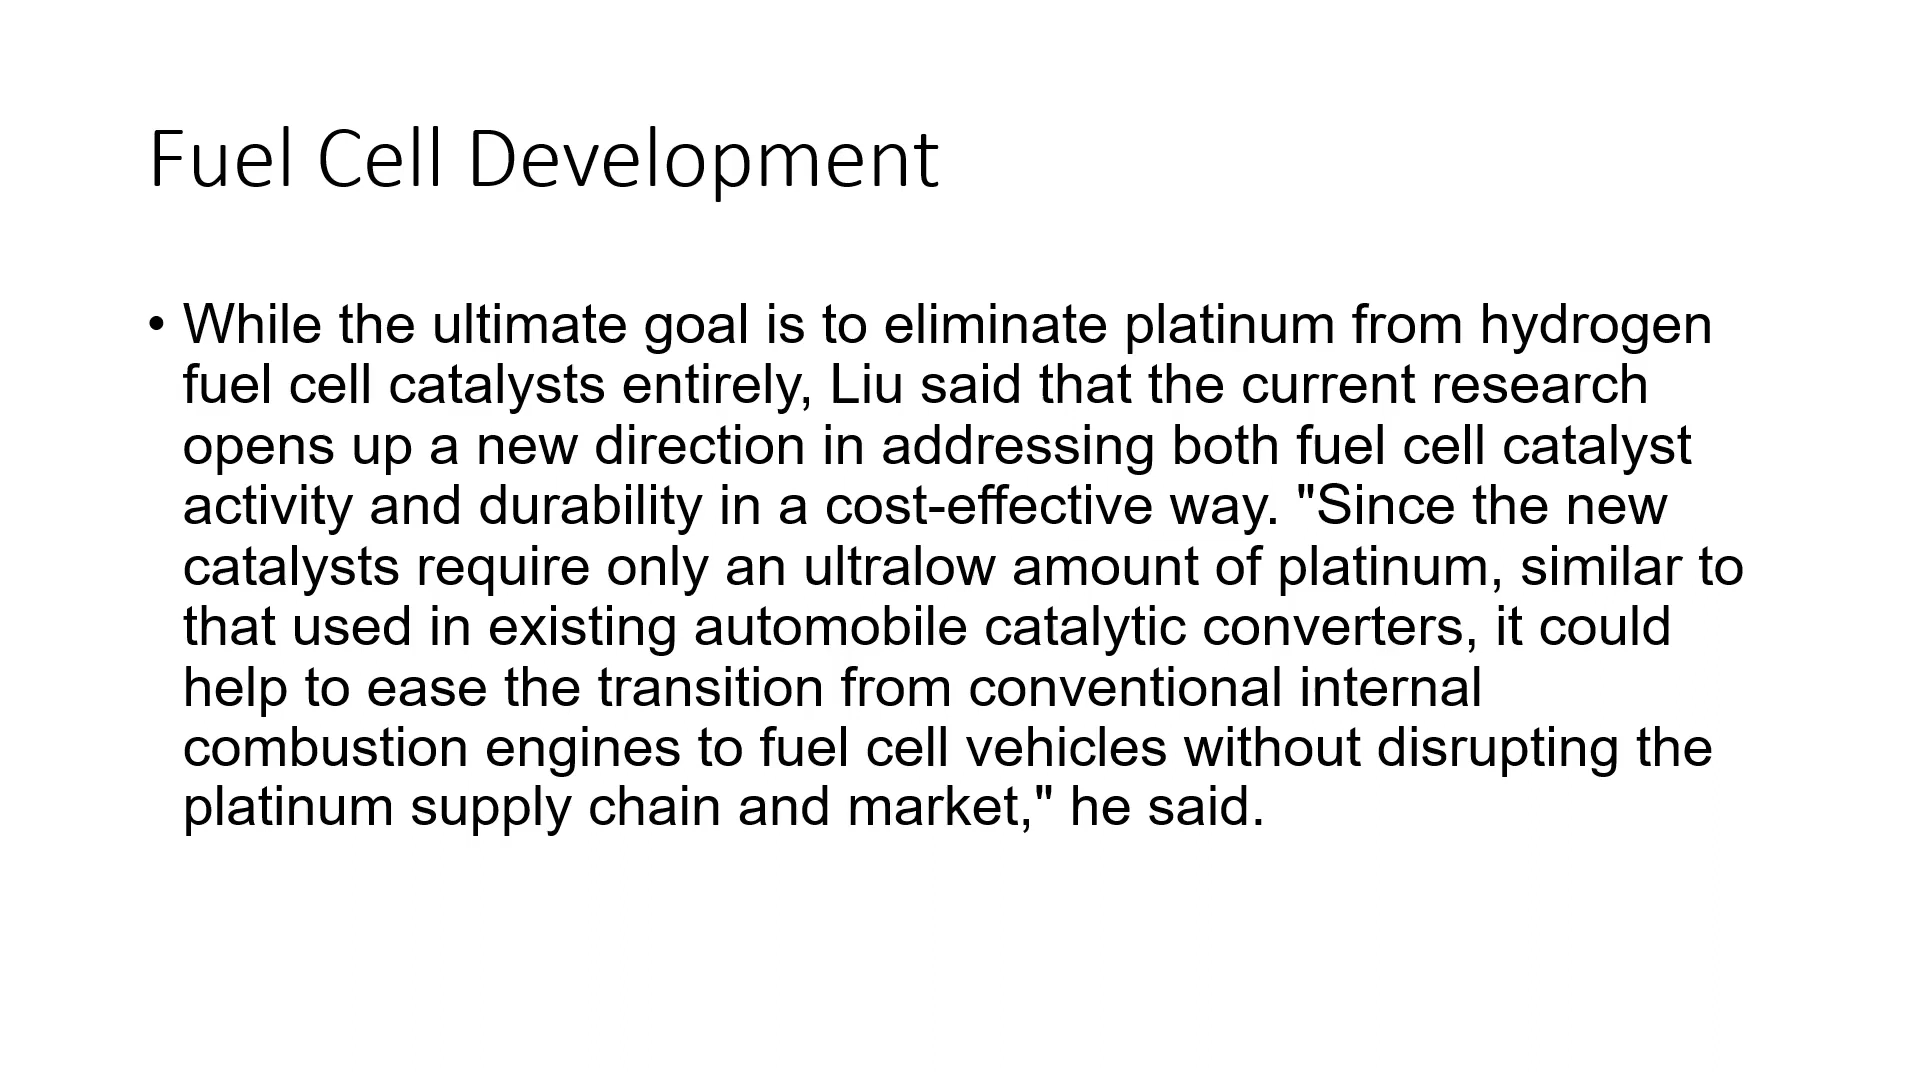 Fuel Cell Development
• While the ultimate goal is to eliminate platinum from hydrogen
fuel cell catalysts entirely, Liu said that the current research
opens up a new direction in addressing both fuel cell catalyst
activity and durability in a cost-effective way. "Since the new
catalysts require only an ultralow amount of platinum, similar to
that used in existing automobile catalytic converters, it could
help to ease the transition from conventional internal
combustion engines to fuel cell vehicles without disrupting the
platinum supply chain and market," he said.